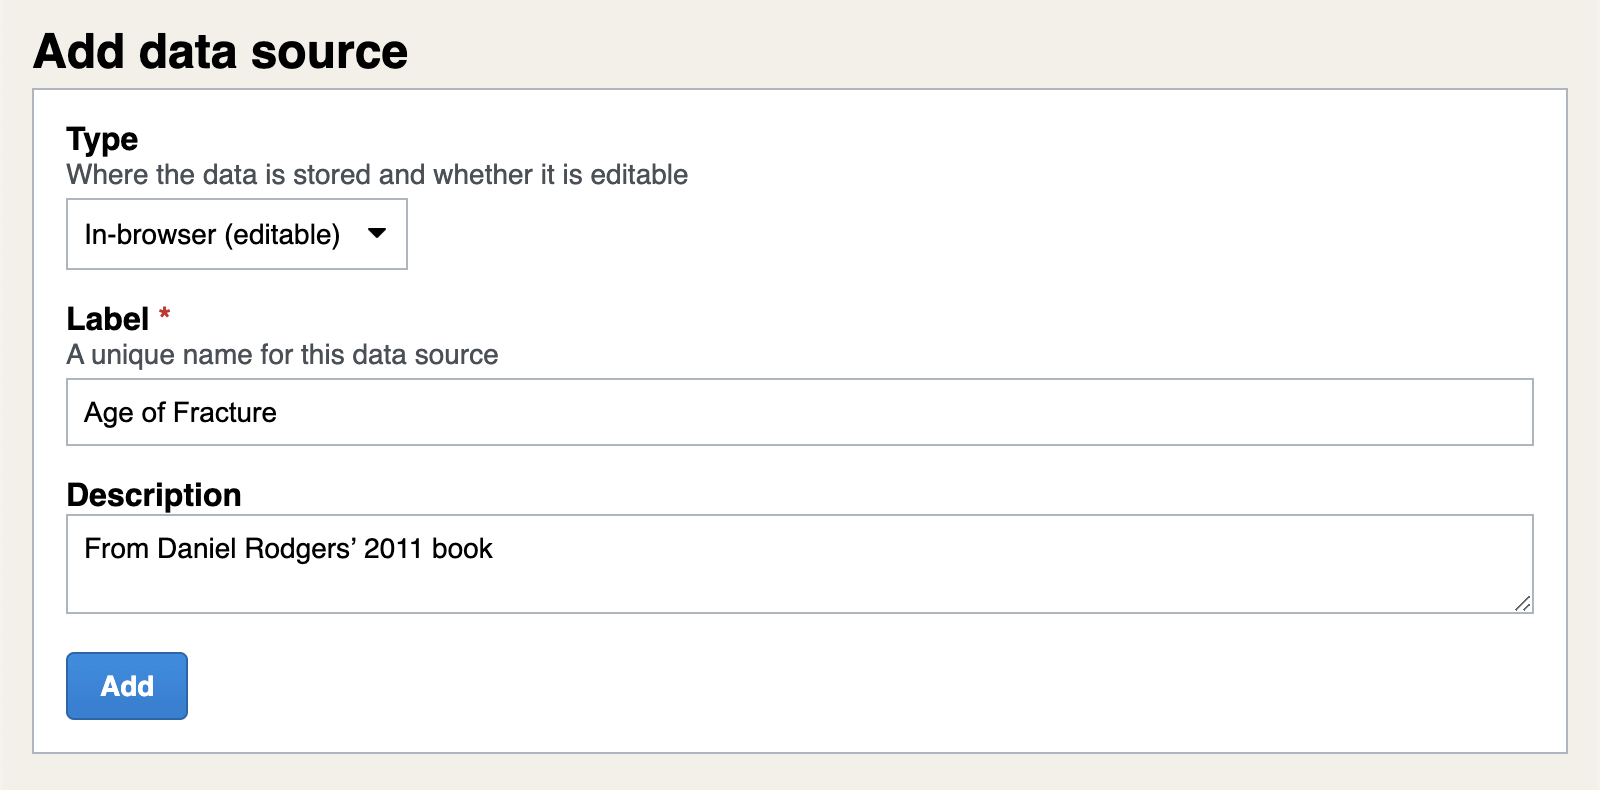 Add data source
Type
Where the data is stored and whether it is editable
In-browser (editable)
Label *
A unique name for this data source
Age of Fracture
Description
From Daniel Rodgers’ 2011 book
Add